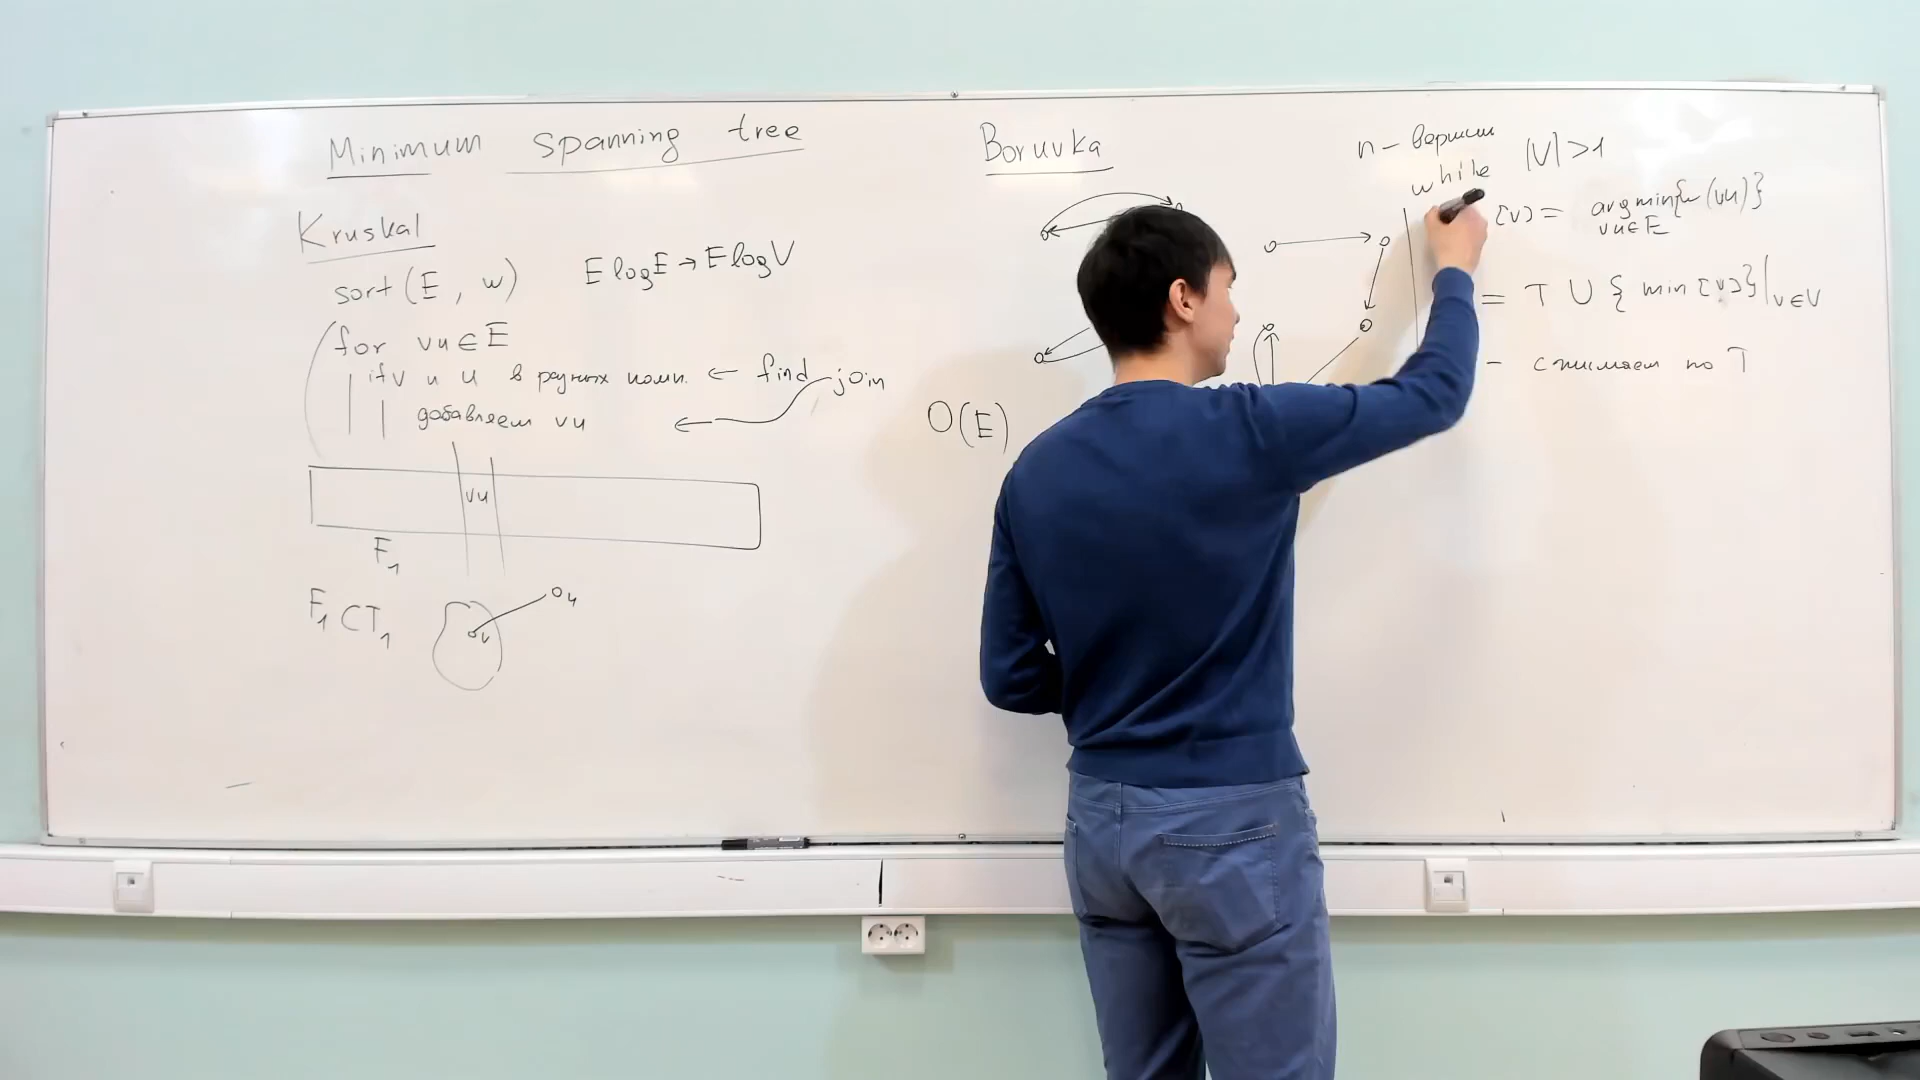 Minimum spanning tree
Kruskal
sort (E, w)
E log E → E log V
for vu ∈ E
if v и u в разных комп. ← find join
добавляем vu ←
vu
F₁
F₁ ⊂ T₁
v
u
Boruvka
O(E)
n - вершин
while |V| > 1
[v] = argmin{w(vu)}
vu∈E
= T ∪ { min[v]}|v∈V
- сжимаем по T